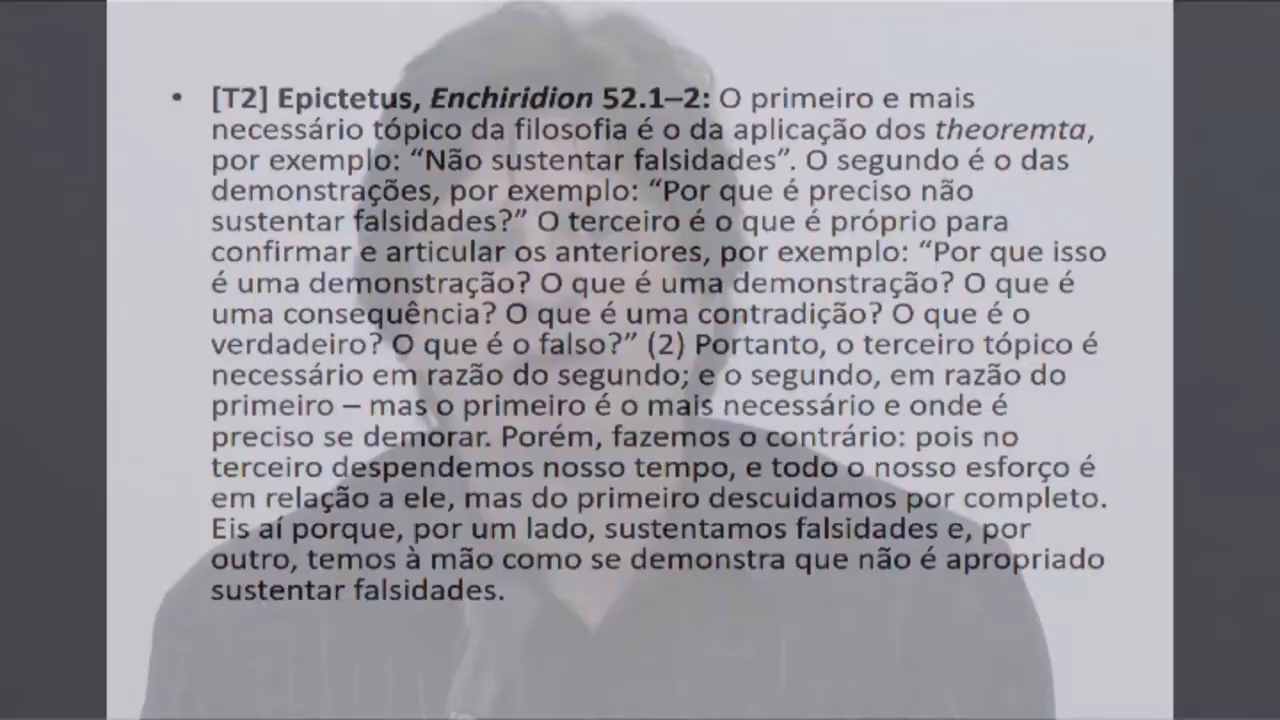 • [T2] Epictetus, Enchiridion 52.1–2: O primeiro e mais
necessário tópico da filosofia é o da aplicação dos theoremta,
por exemplo: “Não sustentar falsidades”. O segundo é o das
demonstrações, por exemplo: “Por que é preciso não
sustentar falsidades?” O terceiro é o que é próprio para
confirmar e articular os anteriores, por exemplo: “Por que isso
é uma demonstração? O que é uma demonstração? O que é
uma consequência? O que é uma contradição? O que é o
verdadeiro? O que é o falso?” (2) Portanto, o terceiro tópico é
necessário em razão do segundo; e o segundo, em razão do
primeiro – mas o primeiro é o mais necessário e onde é
preciso se demorar. Porém, fazemos o contrário: pois no
terceiro despendemos nosso tempo, e todo o nosso esforço é
em relação a ele, mas do primeiro descuidamos por completo.
Eis aí porque, por um lado, sustentamos falsidades e, por
outro, temos à mão como se demonstra que não é apropriado
sustentar falsidades.